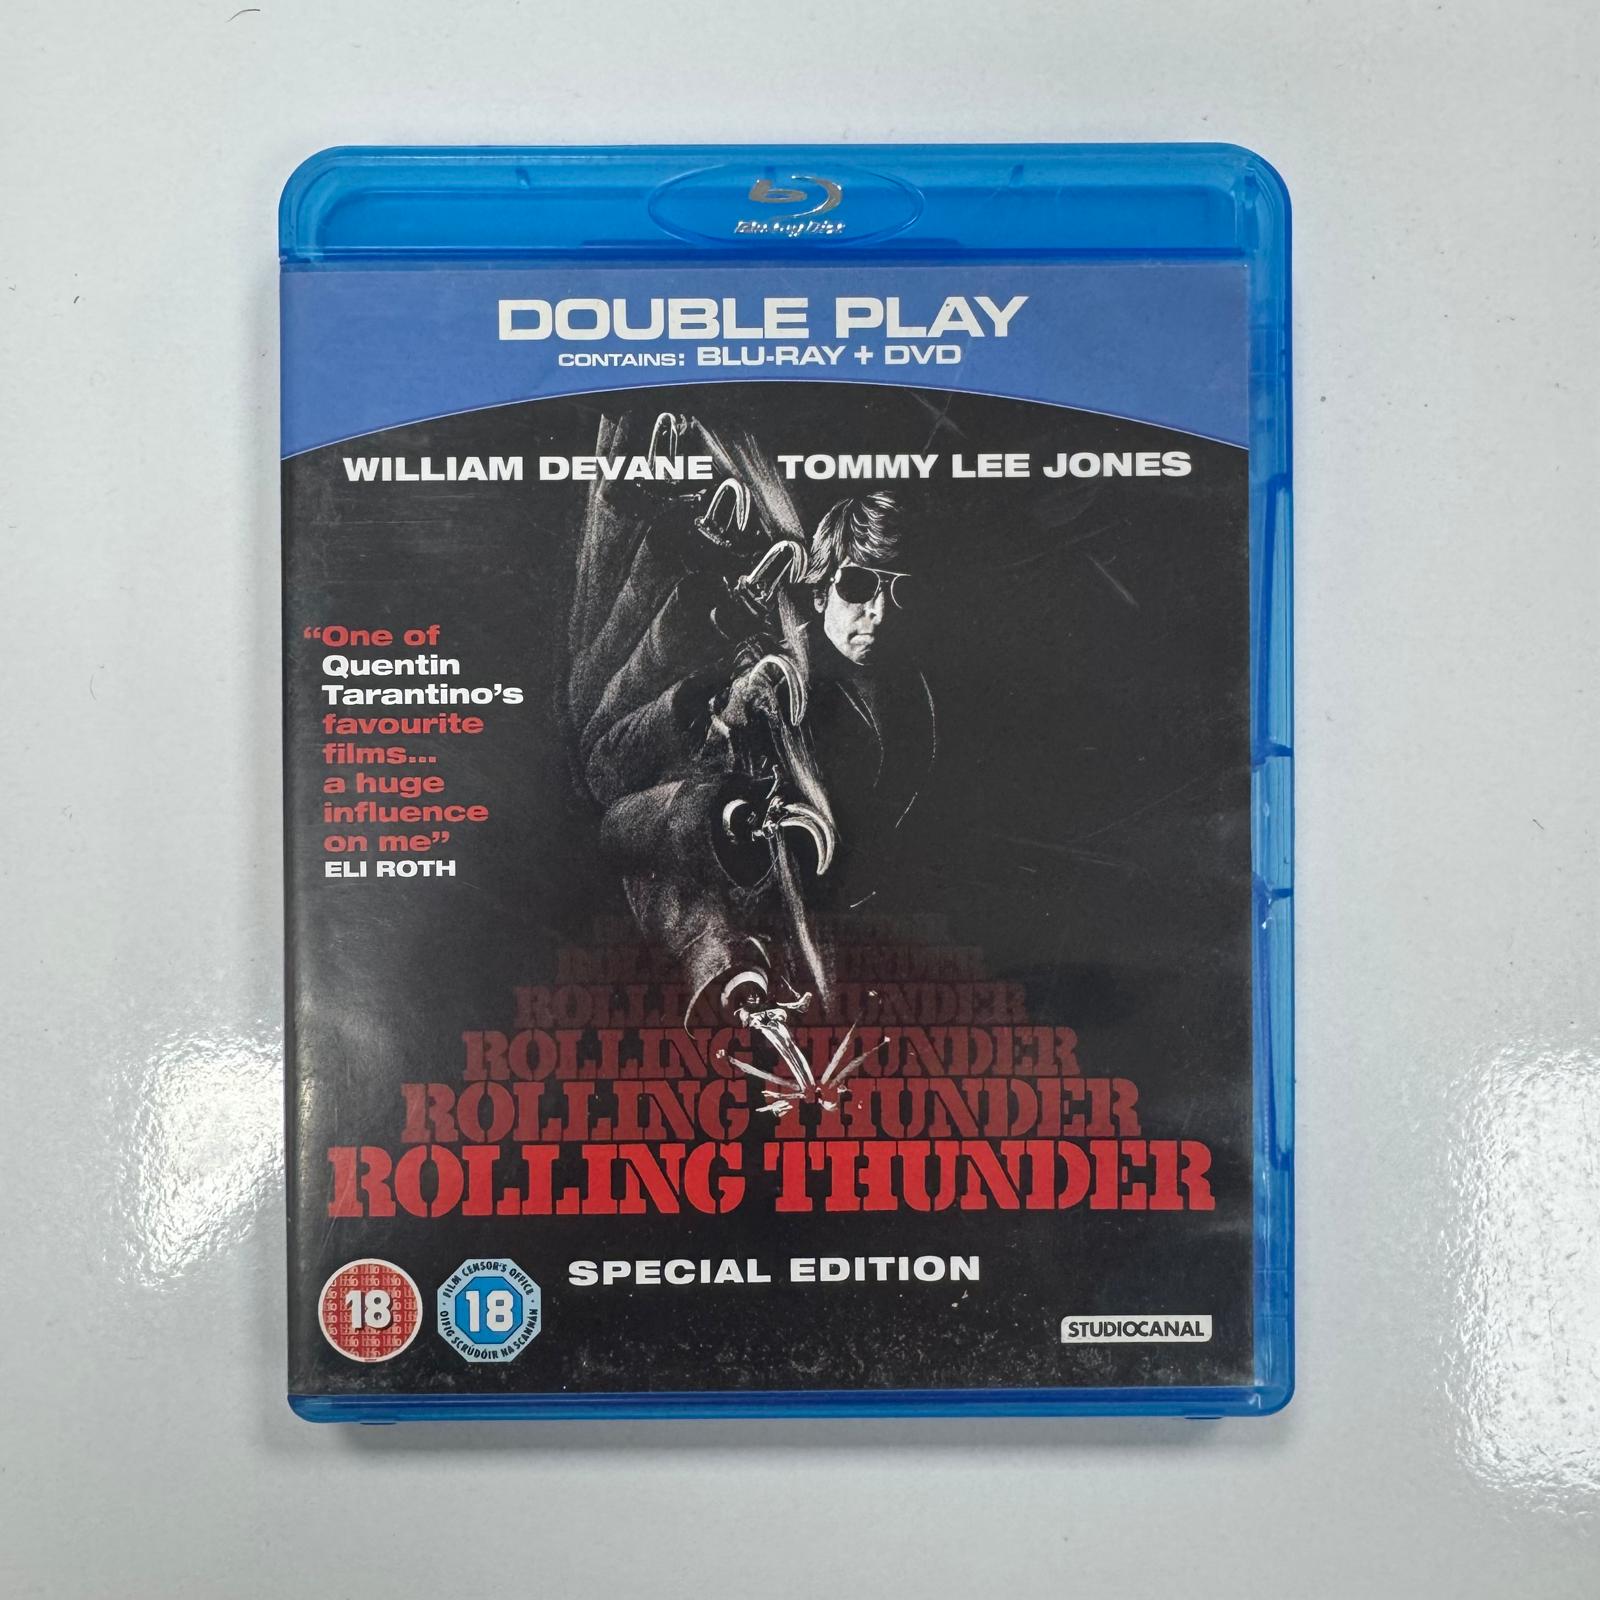 Blu-ray Disc
DOUBLE PLAY
CONTAINS: BLU-RAY + DVD
WILLIAM DEVANE TOMMY LEE JONES
“One of
Quentin
Tarantino’s
favourite
films...
a huge
influence
on me”
ELI ROTH
ROLLING THUNDER
ROLLING THUNDER
ROLLING THUNDER
ROLLING THUNDER
SPECIAL EDITION
18
FILM CENSOR'S OFFICE
18
OIFIG SCRÚDÓIR NA SCANNÁN
STUDIOCANAL